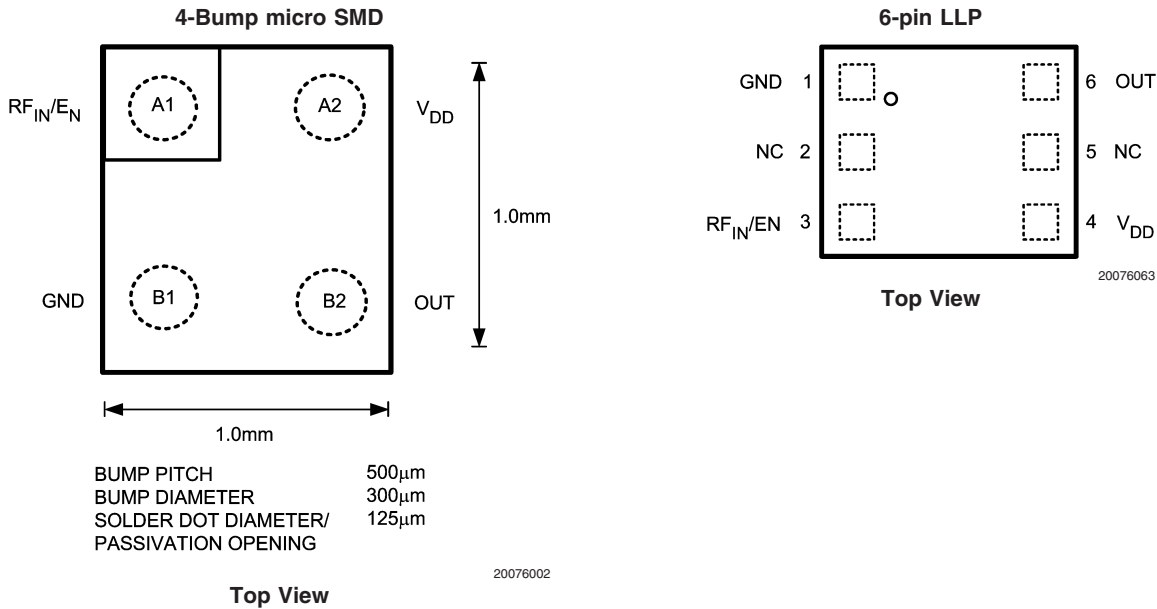 4-Bump micro SMD
RF_IN/E_N
A1
A2
V_DD
1.0mm
GND
B1
B2
OUT
1.0mm
BUMP PITCH 500μm
BUMP DIAMETER 300μm
SOLDER DOT DIAMETER/ 125μm
PASSIVATION OPENING
20076002
Top View
6-pin LLP
GND 1
6 OUT
NC 2
5 NC
RF_IN/EN 3
4 V_DD
20076063
Top View